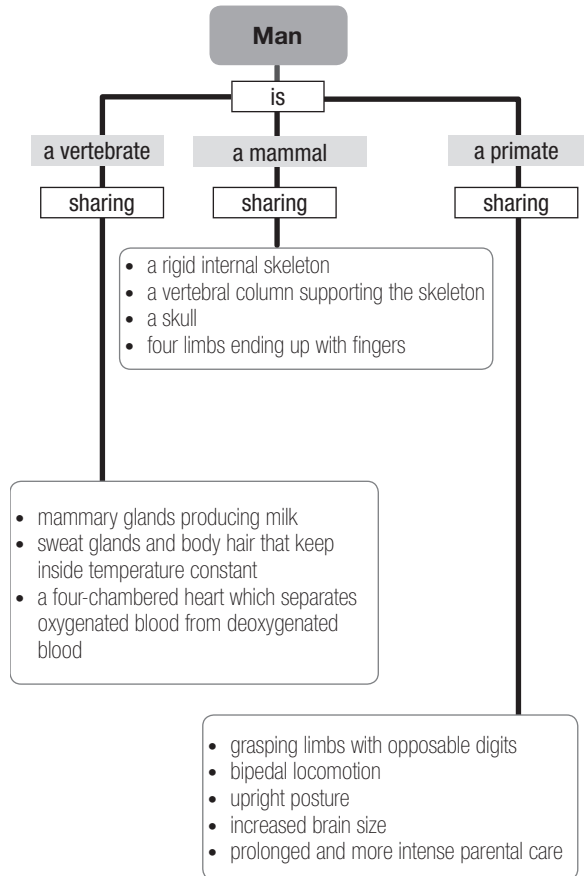 Man
is
a vertebrate
a mammal
a primate
sharing
sharing
sharing
• a rigid internal skeleton
• a vertebral column supporting the skeleton
• a skull
• four limbs ending up with fingers
• mammary glands producing milk
• sweat glands and body hair that keep
inside temperature constant
• a four-chambered heart which separates
oxygenated blood from deoxygenated
blood
• grasping limbs with opposable digits
• bipedal locomotion
• upright posture
• increased brain size
• prolonged and more intense parental care